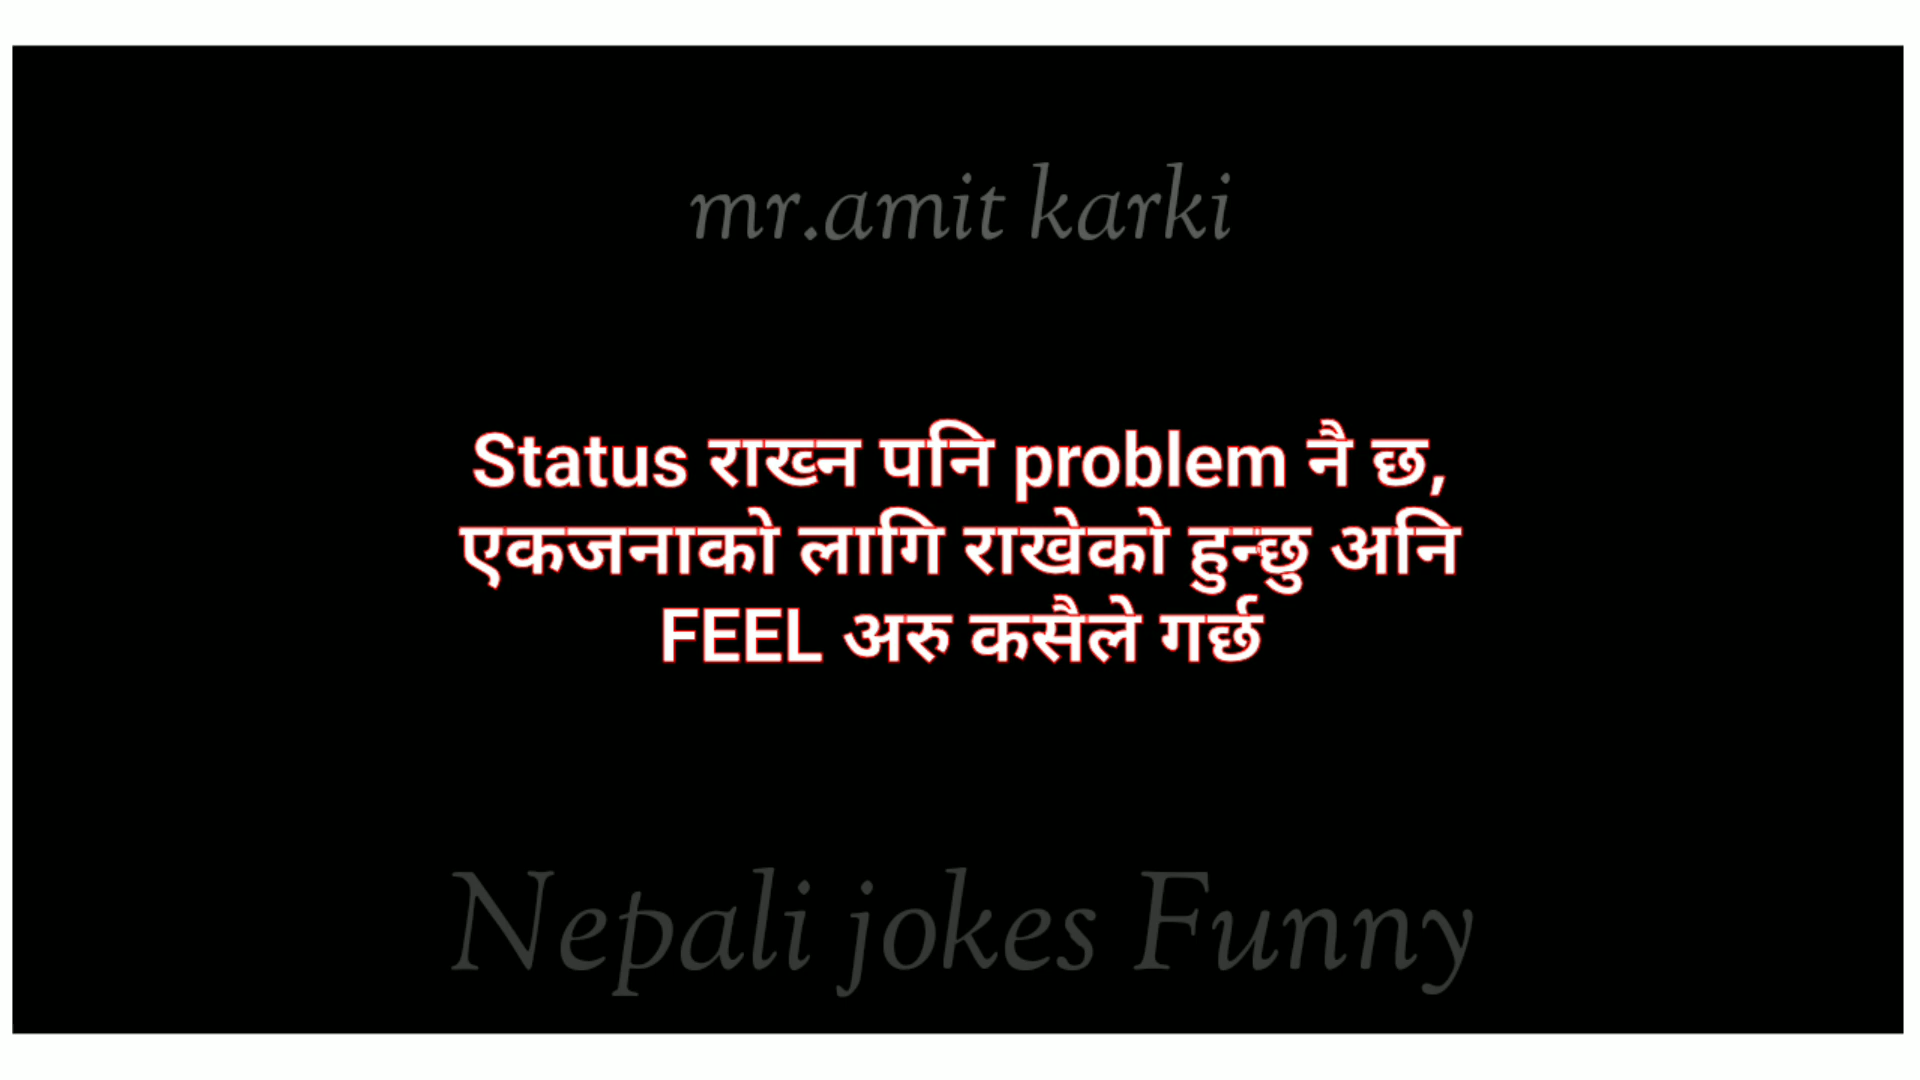 mr.amit karki
Status राख्न पनि problem नै छ,
एकजनाको लागि राखेको हुन्छु अनि
FEEL अरु कसैले गर्छ
Nepali jokes Funny